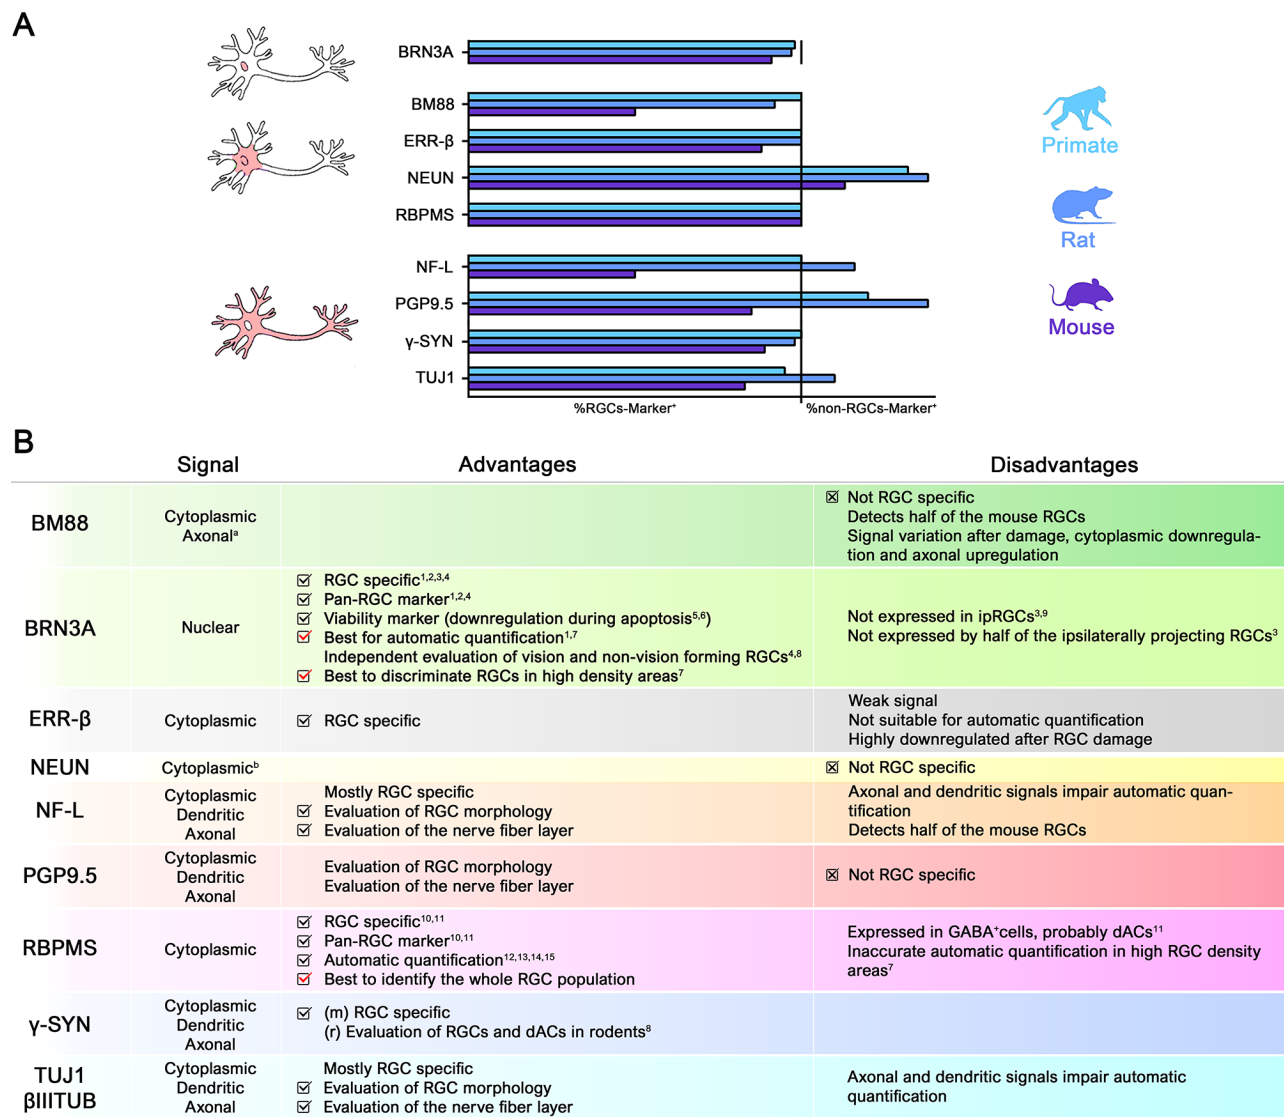 A
BRN3A
BM88
ERR-β
NEUN
RBPMS
NF-L
PGP9.5
γ-SYN
TUJ1
%RGCs-Marker⁺
%non-RGCs-Marker⁺
Primate
Rat
Mouse
B
Signal
Advantages
Disadvantages
BM88
Cytoplasmic
Axonalᵃ
Not RGC specific
Detects half of the mouse RGCs
Signal variation after damage, cytoplasmic downregula-
tion and axonal upregulation
BRN3A
Nuclear
RGC specific¹,²,³,⁴
Pan-RGC marker¹,²,⁴
Viability marker (downregulation during apoptosis⁵,⁶)
Best for automatic quantification¹,⁷
Independent evaluation of vision and non-vision forming RGCs⁴,⁸
Best to discriminate RGCs in high density areas⁷
Not expressed in ipRGCs³,⁹
Not expressed by half of the ipsilaterally projecting RGCs³
ERR-β
Cytoplasmic
RGC specific
Weak signal
Not suitable for automatic quantification
Highly downregulated after RGC damage
NEUN
Cytoplasmicᵇ
Not RGC specific
NF-L
Cytoplasmic
Dendritic
Axonal
Mostly RGC specific
Evaluation of RGC morphology
Evaluation of the nerve fiber layer
Axonal and dendritic signals impair automatic quan-
tification
Detects half of the mouse RGCs
PGP9.5
Cytoplasmic
Dendritic
Axonal
Evaluation of RGC morphology
Evaluation of the nerve fiber layer
Not RGC specific
RBPMS
Cytoplasmic
RGC specific¹⁰,¹¹
Pan-RGC marker¹⁰,¹¹
Automatic quantification¹²,¹³,¹⁴,¹⁵
Best to identify the whole RGC population
Expressed in GABA⁺cells, probably dACs¹¹
Inaccurate automatic quantification in high RGC density
areas⁷
γ-SYN
Cytoplasmic
Dendritic
Axonal
(m) RGC specific
(r) Evaluation of RGCs and dACs in rodents⁸
TUJ1
βIIITUB
Cytoplasmic
Dendritic
Axonal
Mostly RGC specific
Evaluation of RGC morphology
Evaluation of the nerve fiber layer
Axonal and dendritic signals impair automatic
quantification